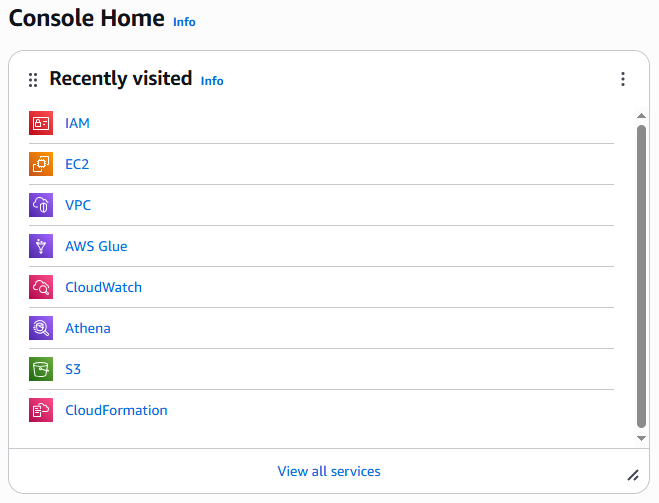 Console Home Info
Recently visited Info
IAM
EC2
VPC
AWS Glue
CloudWatch
Athena
S3
CloudFormation
View all services